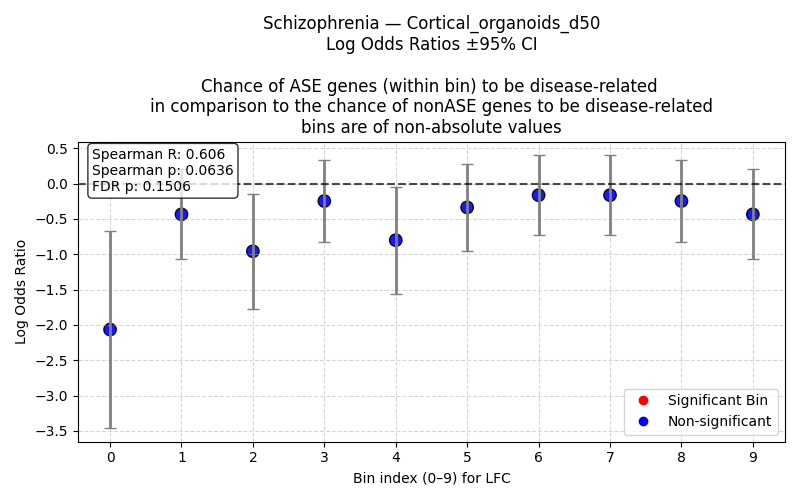 Schizophrenia — Cortical_organoids_d50
Log Odds Ratios ±95% CI
Chance of ASE genes (within bin) to be disease-related
in comparison to the chance of nonASE genes to be disease-related
bins are of non-absolute values
Spearman R: 0.606
Spearman p: 0.0636
FDR p: 0.1506
Log Odds Ratio
0.5
0.0
−0.5
−1.0
−1.5
−2.0
−2.5
−3.0
−3.5
Significant Bin
Non-significant
0 1 2 3 4 5 6 7 8 9
Bin index (0–9) for LFC